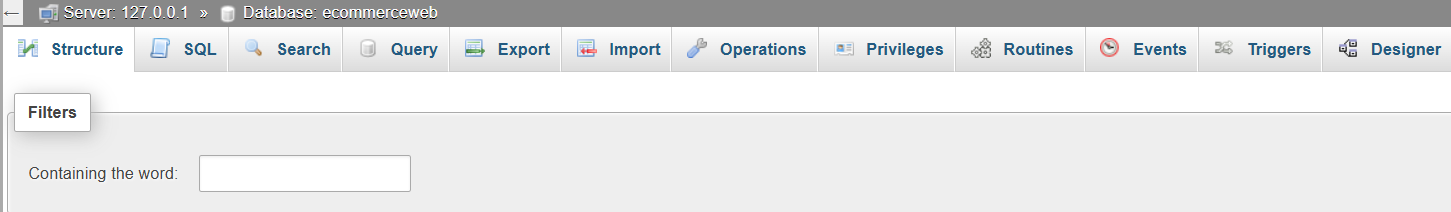 Server: 127.0.0.1 » Database: ecommerceweb
Structure SQL Search Query Export Import Operations Privileges Routines Events Triggers Designer
Filters
Containing the word: